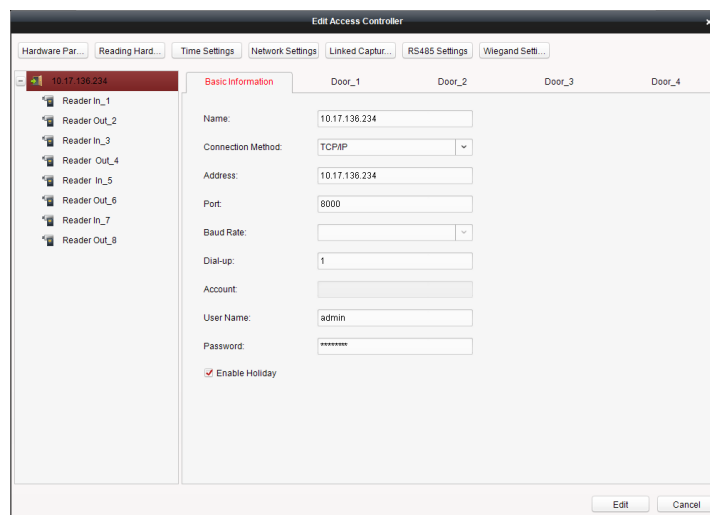 Edit Access Controller
Hardware Par... Reading Hard... Time Settings Network Settings Linked Captur... RS485 Settings Wiegand Setti...
10.17.136.234
Reader In_1
Reader Out_2
Reader In_3
Reader Out_4
Reader In_5
Reader Out_6
Reader In_7
Reader Out_8
Basic Information Door_1 Door_2 Door_3 Door_4
Name: 10.17.136.234
Connection Method: TCP/IP
Address: 10.17.136.234
Port: 8000
Baud Rate:
Dial-up: 1
Account:
User Name: admin
Password: ********
Enable Holiday
Edit Cancel